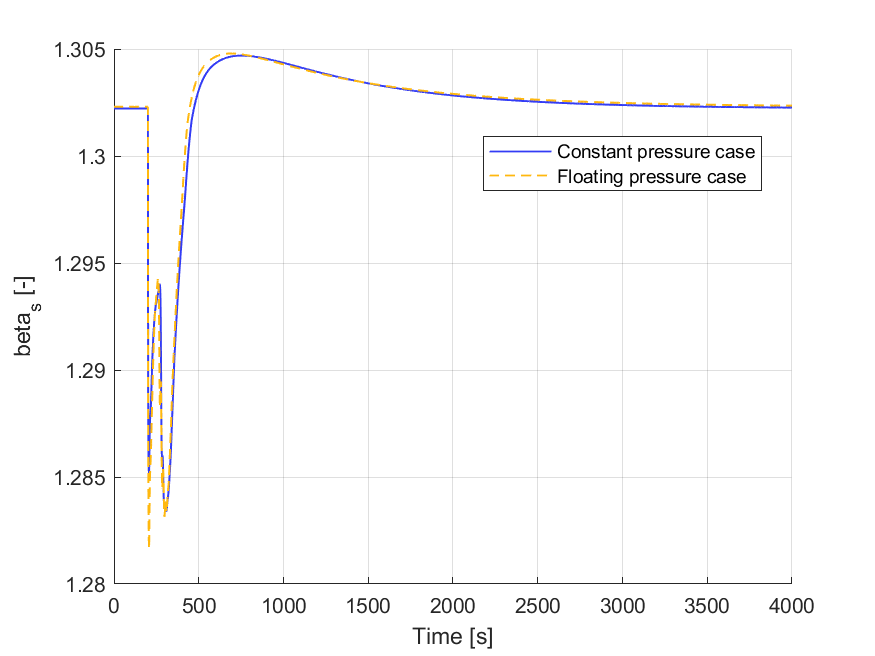 1.305
1.3
1.295
1.29
1.285
1.28
beta_s [-]
Constant pressure case
Floating pressure case
0 500 1000 1500 2000 2500 3000 3500 4000
Time [s]